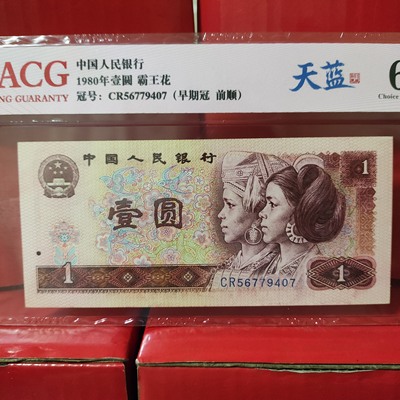 ACG
NG GUARANTY
中国人民银行
1980年壹圆 霸王花
冠号：CR56779407（早期冠 前顺）
天蓝
6
Choice
中国人民银行
壹圆
1
1
1
CR56779407